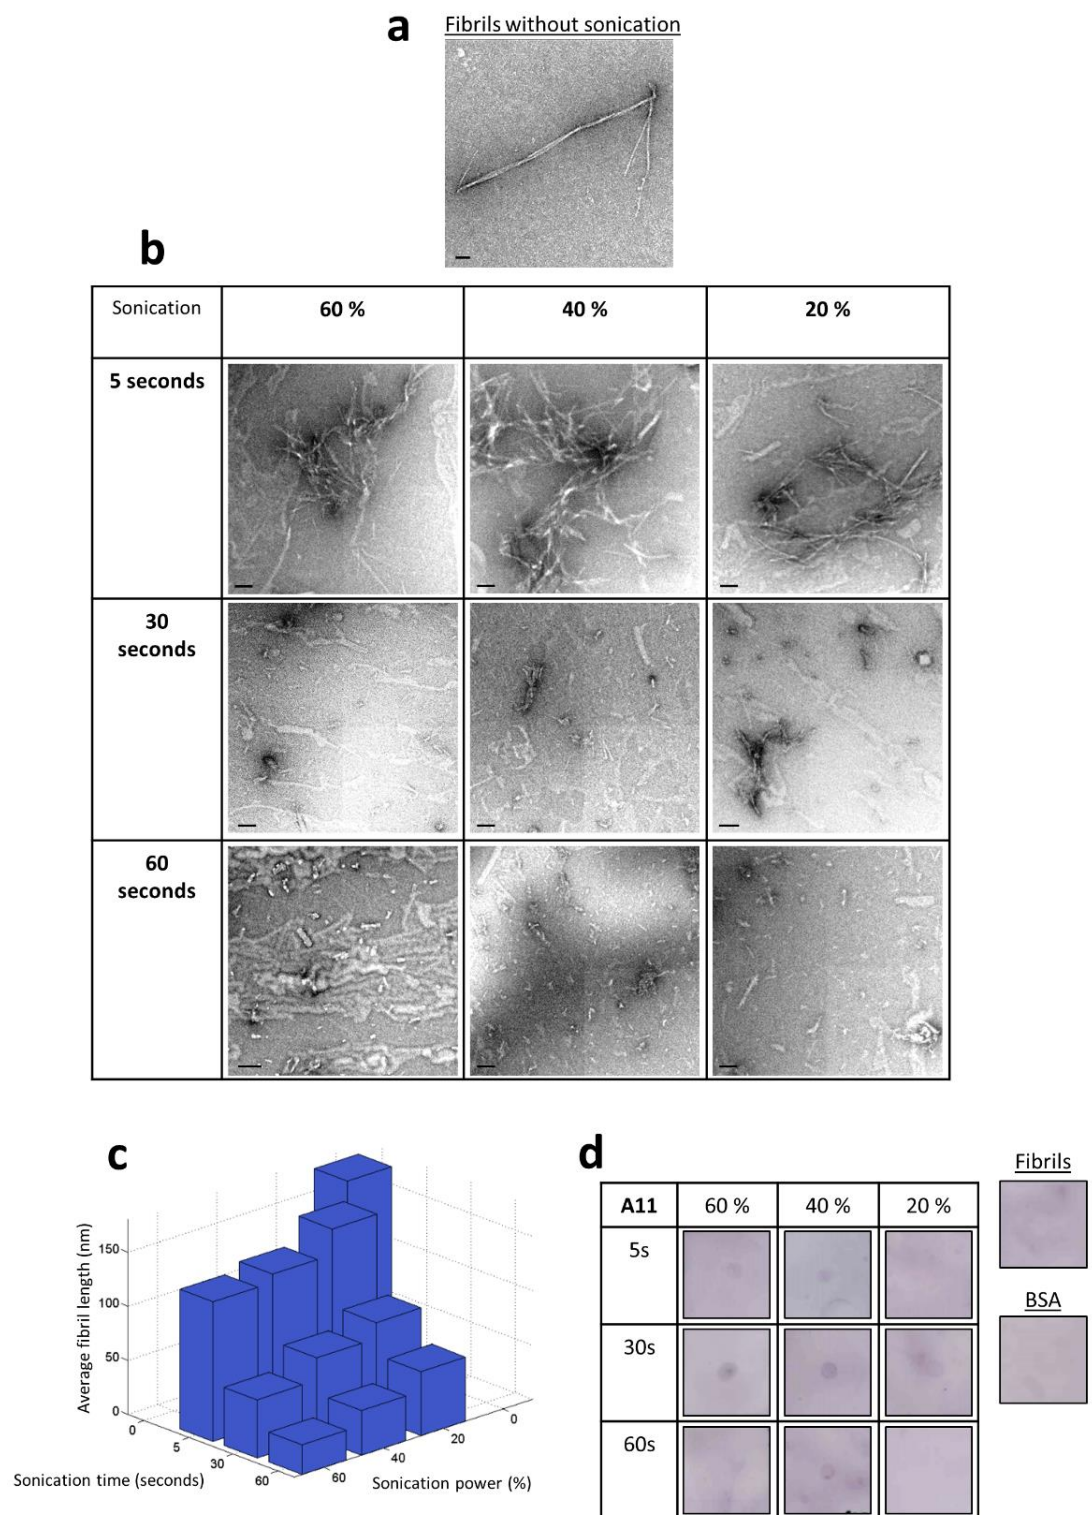 a
Fibrils without sonication
b
Sonication 60 % 40 % 20 %
5 seconds
30
seconds
60
seconds
c
Average fibril length (nm)
150
100
50
0
0
5
30
60
Sonication time (seconds)
60
40
20
0
Sonication power (%)
d
A11 60 % 40 % 20 %
5s
30s
60s
Fibrils
BSA